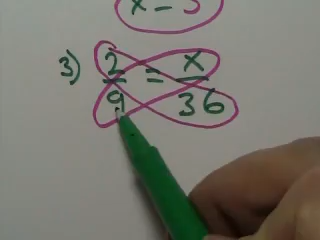 x = 3
3) 2/9 = x/36